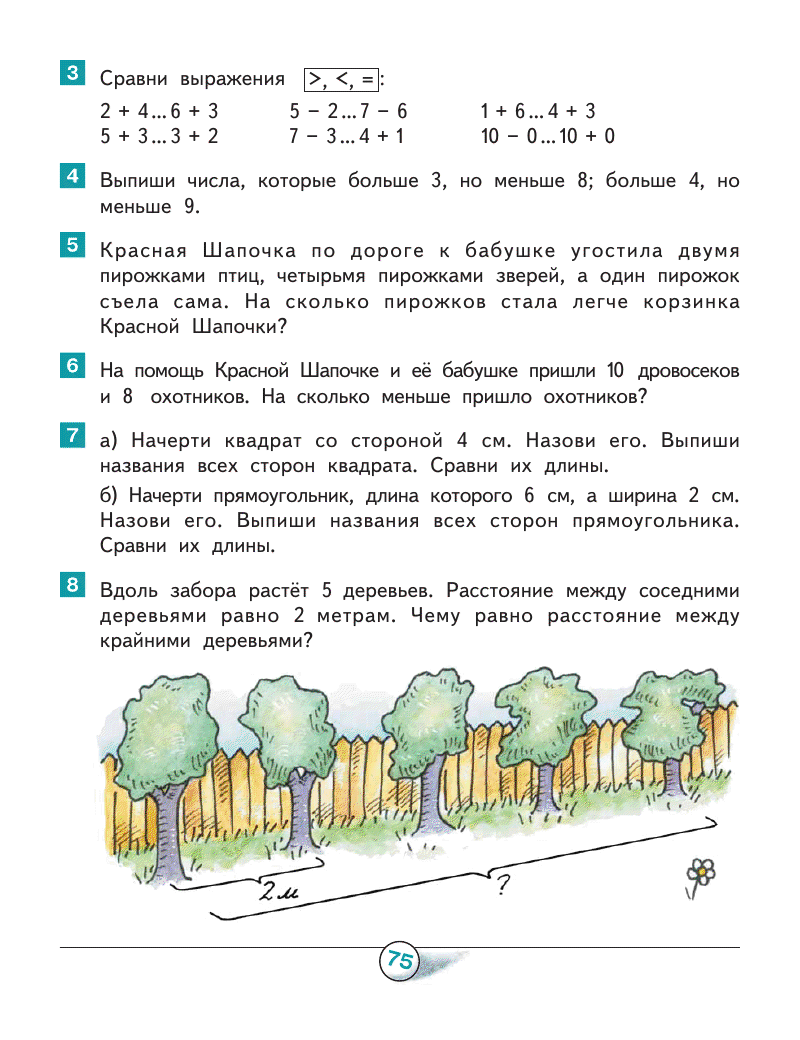 3 Сравни выражения >, <, = :
2 + 4...6 + 3 5 − 2...7 − 6 1 + 6...4 + 3
5 + 3...3 + 2 7 − 3...4 + 1 10 − 0...10 + 0
4 Выпиши числа, которые больше 3, но меньше 8; больше 4, но
меньше 9.
5 Красная Шапочка по дороге к бабушке угостила двумя
пирожками птиц, четырьмя пирожками зверей, а один пирожок
съела сама. На сколько пирожков стала легче корзинка
Красной Шапочки?
6 На помощь Красной Шапочке и её бабушке пришли 10 дровосеков
и 8 охотников. На сколько меньше пришло охотников?
7 а) Начерти квадрат со стороной 4 см. Назови его. Выпиши
названия всех сторон квадрата. Сравни их длины.
б) Начерти прямоугольник, длина которого 6 см, а ширина 2 см.
Назови его. Выпиши названия всех сторон прямоугольника.
Сравни их длины.
8 Вдоль забора растёт 5 деревьев. Расстояние между соседними
деревьями равно 2 метрам. Чему равно расстояние между
крайними деревьями?
2 м ?
75